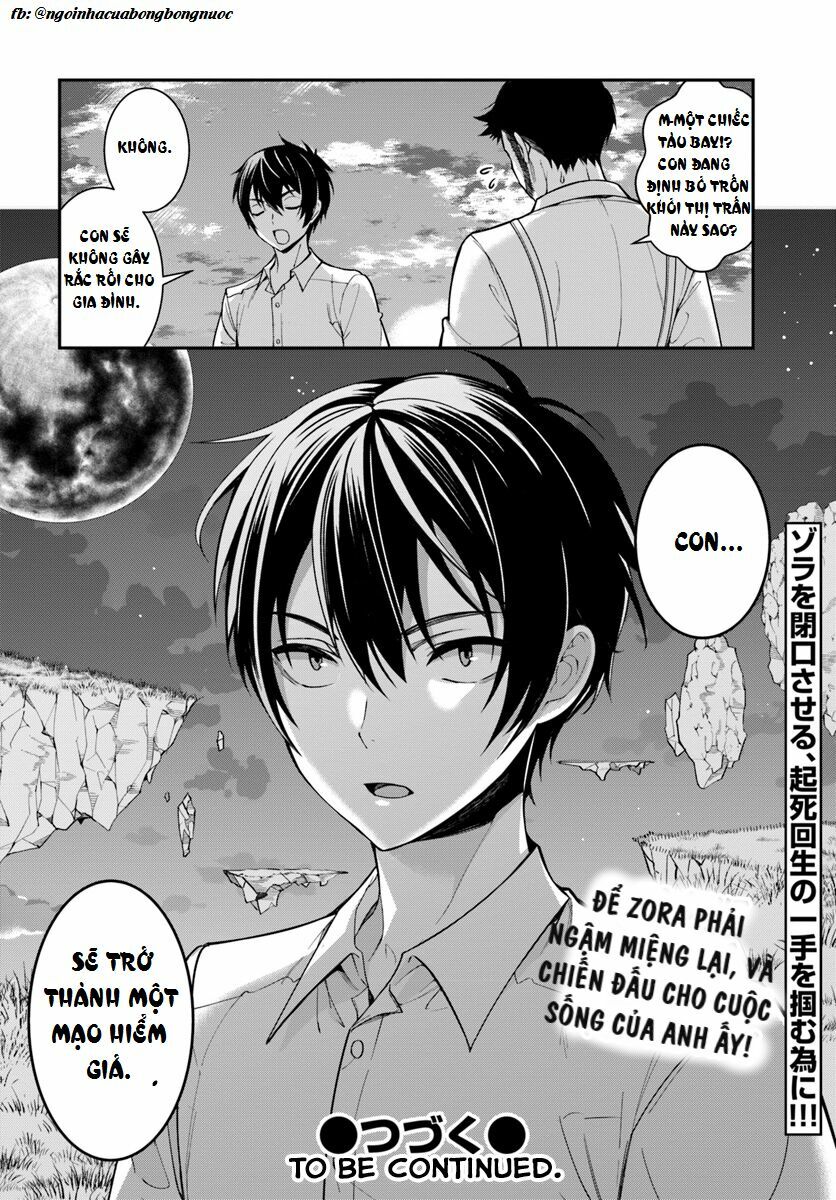 fb: @ngoinhacuabongbongnuoc
M-MỘT CHIẾC
TÀU BAY!?
CON ĐANG
ĐỊNH BỎ TRỐN
KHỎI THỊ TRẤN
NÀY SAO?
KHÔNG.
CON SẼ
KHÔNG GÂY
RẮC RỐI CHO
GIA ĐÌNH.
CON...
ゾラを閉口させる、起死回生の一手を掴む為に!!!
ĐỂ ZORA PHẢI
NGẬM MIỆNG LẠI, VÃ
CHIẾN ĐẤU CHO CUỘC
SỐNG CỦA ANH ẤY!
SẼ TRỞ
THÀNH MỘT
MẠO HIỂM
GIẢ.
●つづく●
TO BE CONTINUED.